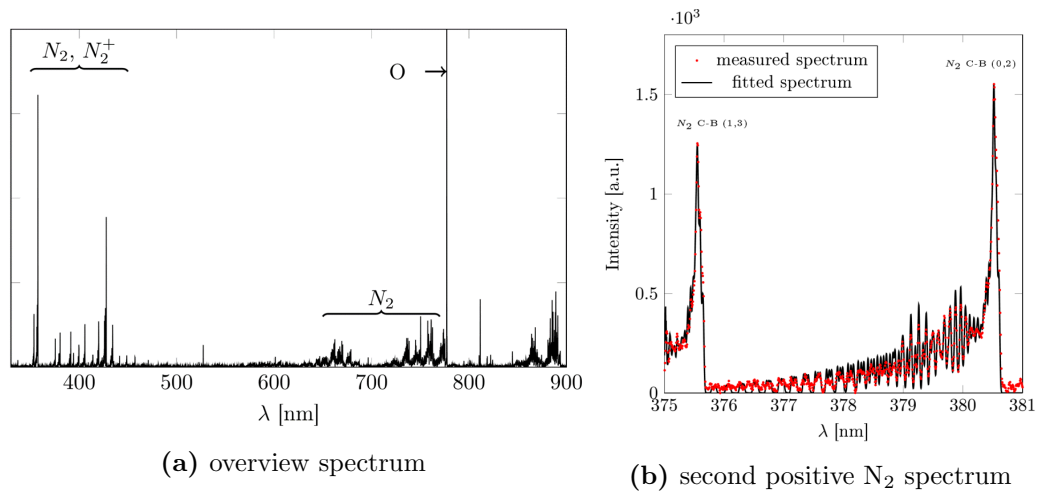 N₂, N₂⁺
O →
N₂
400 500 600 700 800 900
λ [nm]
(a) overview spectrum
·10³
measured spectrum
fitted spectrum
N₂ C-B (0,2)
N₂ C-B (1,3)
Intensity [a.u.]
1.5
1
0.5
0
375 376 377 378 379 380 381
λ [nm]
(b) second positive N₂ spectrum